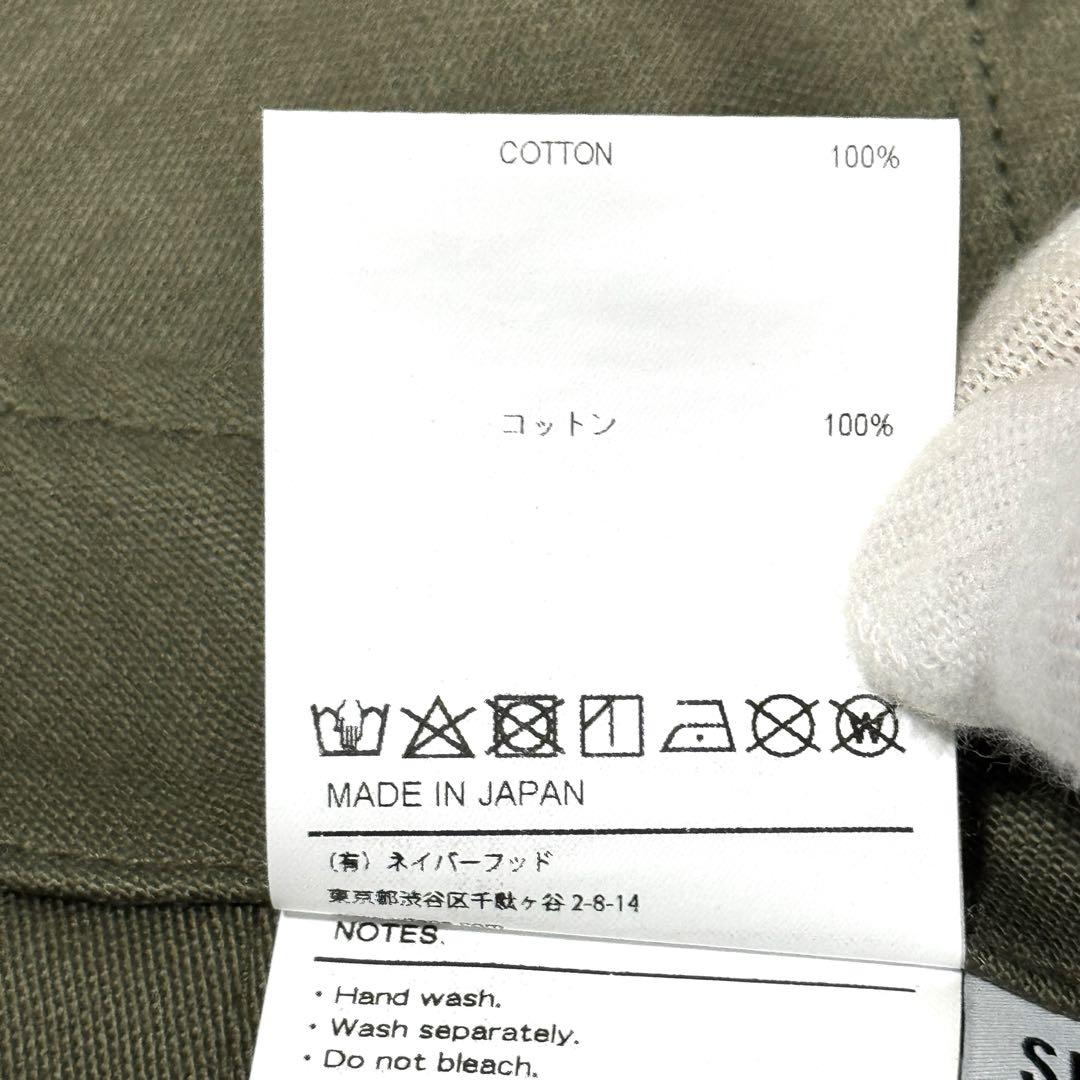 COTTON 100%
コットン 100%
W
MADE IN JAPAN
(有) ネイバーフッド
東京都渋谷区千駄ヶ谷 2-8-14
NOTES.
・Hand wash.
・Wash separately.
・Do not bleach.